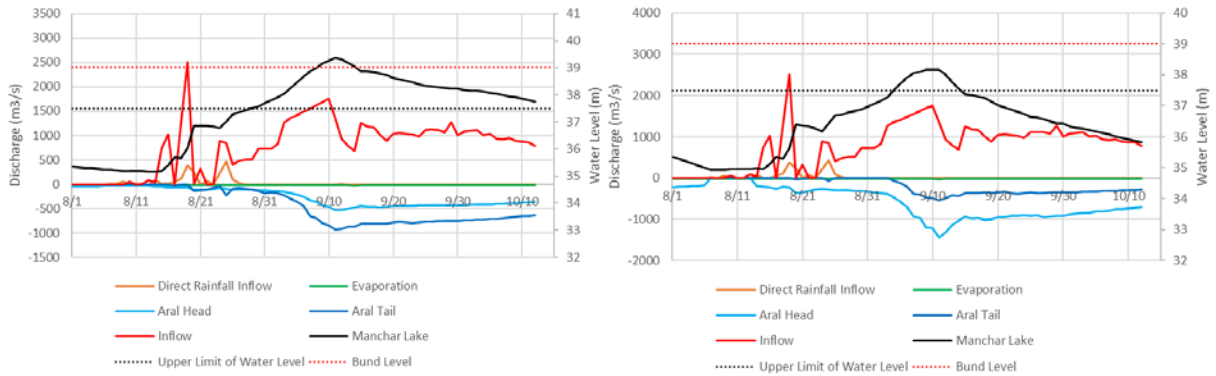 3500
3000
2500
2000
1500
1000
500
0
-500
-1000
-1500
Discharge (m3/s)
8/1
8/11
8/21
8/31
9/10
9/20
9/30
10/10
41
40
39
38
37
36
35
34
33
32
Water Level (m)
Direct Rainfall Inflow
Evaporation
Aral Head
Aral Tail
Inflow
Manchar Lake
Upper Limit of Water Level
Bund Level
4000
3000
2000
1000
0
-1000
-2000
Discharge (m3/s)
8/1
8/11
8/21
8/31
9/10
9/20
9/30
10/10
40
39
38
37
36
35
34
33
32
Water Level (m)
Direct Rainfall Inflow
Evaporation
Aral Head
Aral Tail
Inflow
Manchar Lake
Upper Limit of Water Level
Bund Level